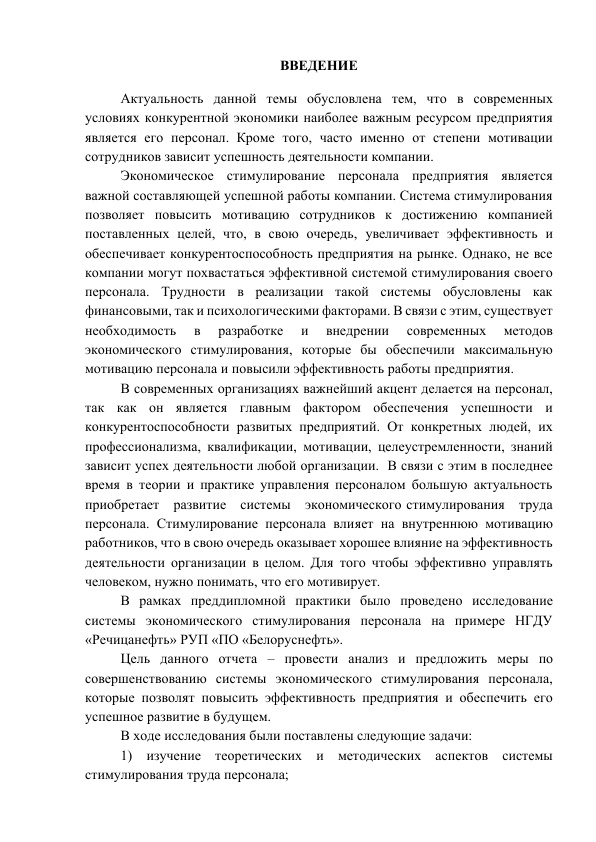 ВВЕДЕНИЕ
Актуальность данной темы обусловлена тем, что в современных
условиях конкурентной экономики наиболее важным ресурсом предприятия
является его персонал. Кроме того, часто именно от степени мотивации
сотрудников зависит успешность деятельности компании.
Экономическое стимулирование персонала предприятия является
важной составляющей успешной работы компании. Система стимулирования
позволяет повысить мотивацию сотрудников к достижению компанией
поставленных целей, что, в свою очередь, увеличивает эффективность и
обеспечивает конкурентоспособность предприятия на рынке. Однако, не все
компании могут похвастаться эффективной системой стимулирования своего
персонала. Трудности в реализации такой системы обусловлены как
финансовыми, так и психологическими факторами. В связи с этим, существует
необходимость в разработке и внедрении современных методов
экономического стимулирования, которые бы обеспечили максимальную
мотивацию персонала и повысили эффективность работы предприятия.
В современных организациях важнейший акцент делается на персонал,
так как он является главным фактором обеспечения успешности и
конкурентоспособности развитых предприятий. От конкретных людей, их
профессионализма, квалификации, мотивации, целеустремленности, знаний
зависит успех деятельности любой организации. В связи с этим в последнее
время в теории и практике управления персоналом большую актуальность
приобретает развитие системы экономического стимулирования труда
персонала. Стимулирование персонала влияет на внутреннюю мотивацию
работников, что в свою очередь оказывает хорошее влияние на эффективность
деятельности организации в целом. Для того чтобы эффективно управлять
человеком, нужно понимать, что его мотивирует.
В рамках преддипломной практики было проведено исследование
системы экономического стимулирования персонала на примере НГДУ
«Речицанефть» РУП «ПО «Белоруснефть».
Цель данного отчета – провести анализ и предложить меры по
совершенствованию системы экономического стимулирования персонала,
которые позволят повысить эффективность предприятия и обеспечить его
успешное развитие в будущем.
В ходе исследования были поставлены следующие задачи:
1) изучение теоретических и методических аспектов системы
стимулирования труда персонала;